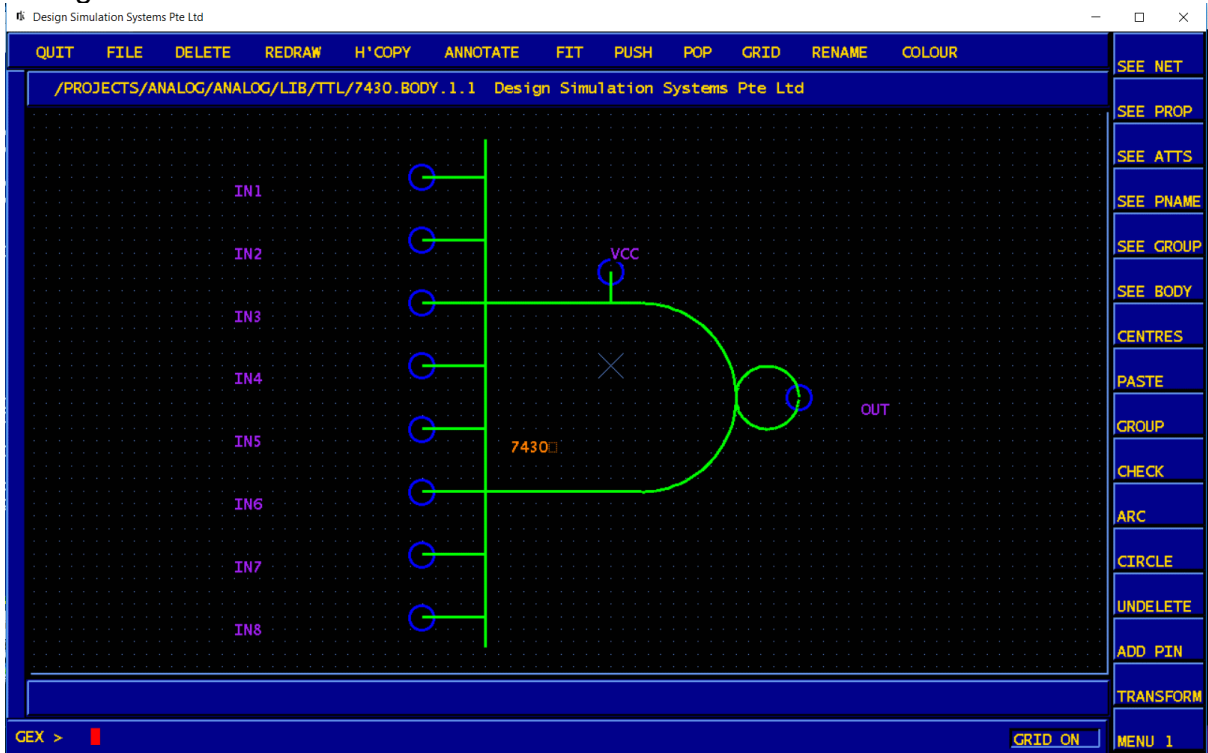 Design Simulation Systems Pte Ltd
QUIT FILE DELETE REDRAW H'COPY ANNOTATE FIT PUSH POP GRID RENAME COLOUR
/PROJECTS/ANALOG/ANALOG/LIB/TTL/7430.BODY.1.1 Design Simulation Systems Pte Ltd
IN1
IN2
VCC
IN3
IN4
OUT
IN5
7430
IN6
IN7
IN8
SEE NET
SEE PROP
SEE ATTS
SEE PNAME
SEE GROUP
SEE BODY
CENTRES
PASTE
GROUP
CHECK
ARC
CIRCLE
UNDELETE
ADD PIN
TRANSFORM
MENU 1
GEX >
GRID ON